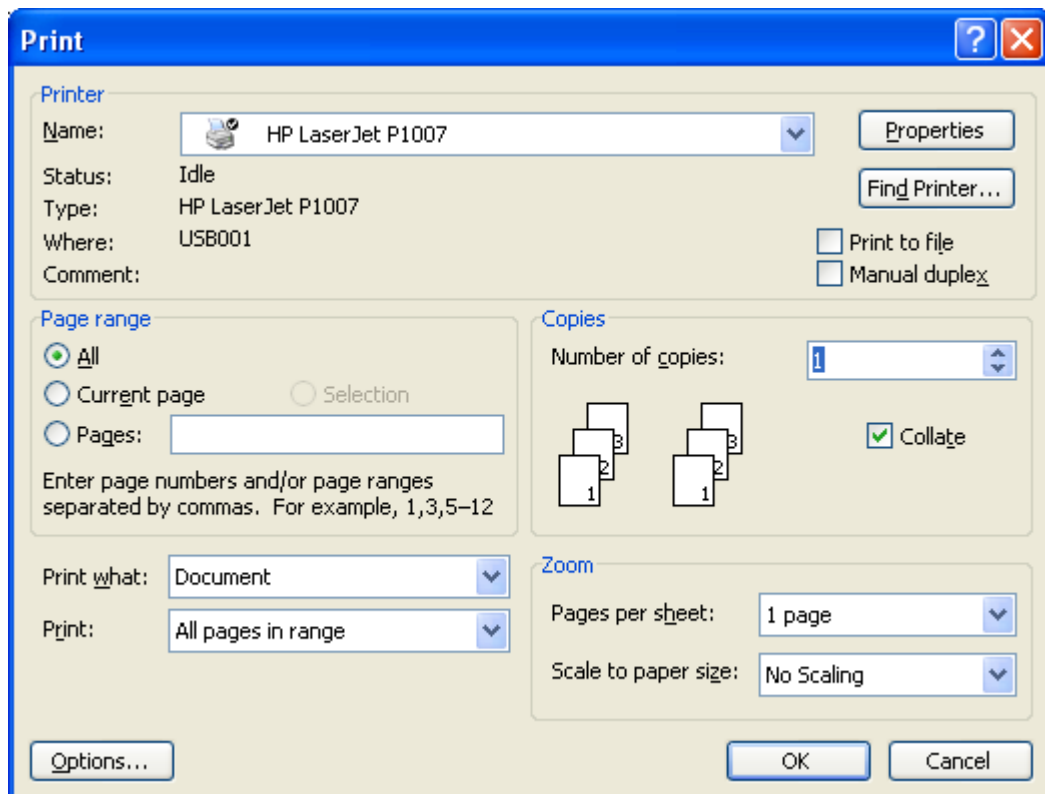 Print
Printer
Name: HP LaserJet P1007 Properties
Status: Idle Find Printer...
Type: HP LaserJet P1007
Where: USB001 Print to file
Comment: Manual duplex
Page range
All
Current page Selection
Pages:
Enter page numbers and/or page ranges
separated by commas. For example, 1,3,5–12
Copies
Number of copies: 1
3 3
2 2
1 1
Collate
Print what: Document
Print: All pages in range
Zoom
Pages per sheet: 1 page
Scale to paper size: No Scaling
Options... OK Cancel